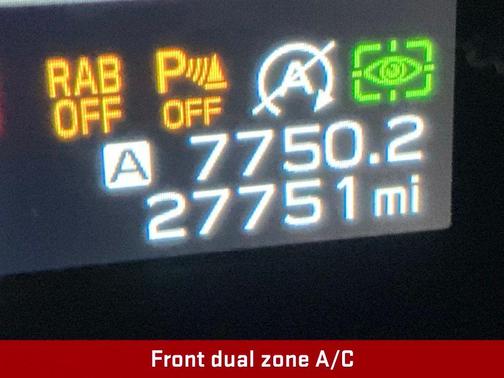 RAB OFF
P OFF
A
A 7750.2
27751 mi
Front dual zone A/C